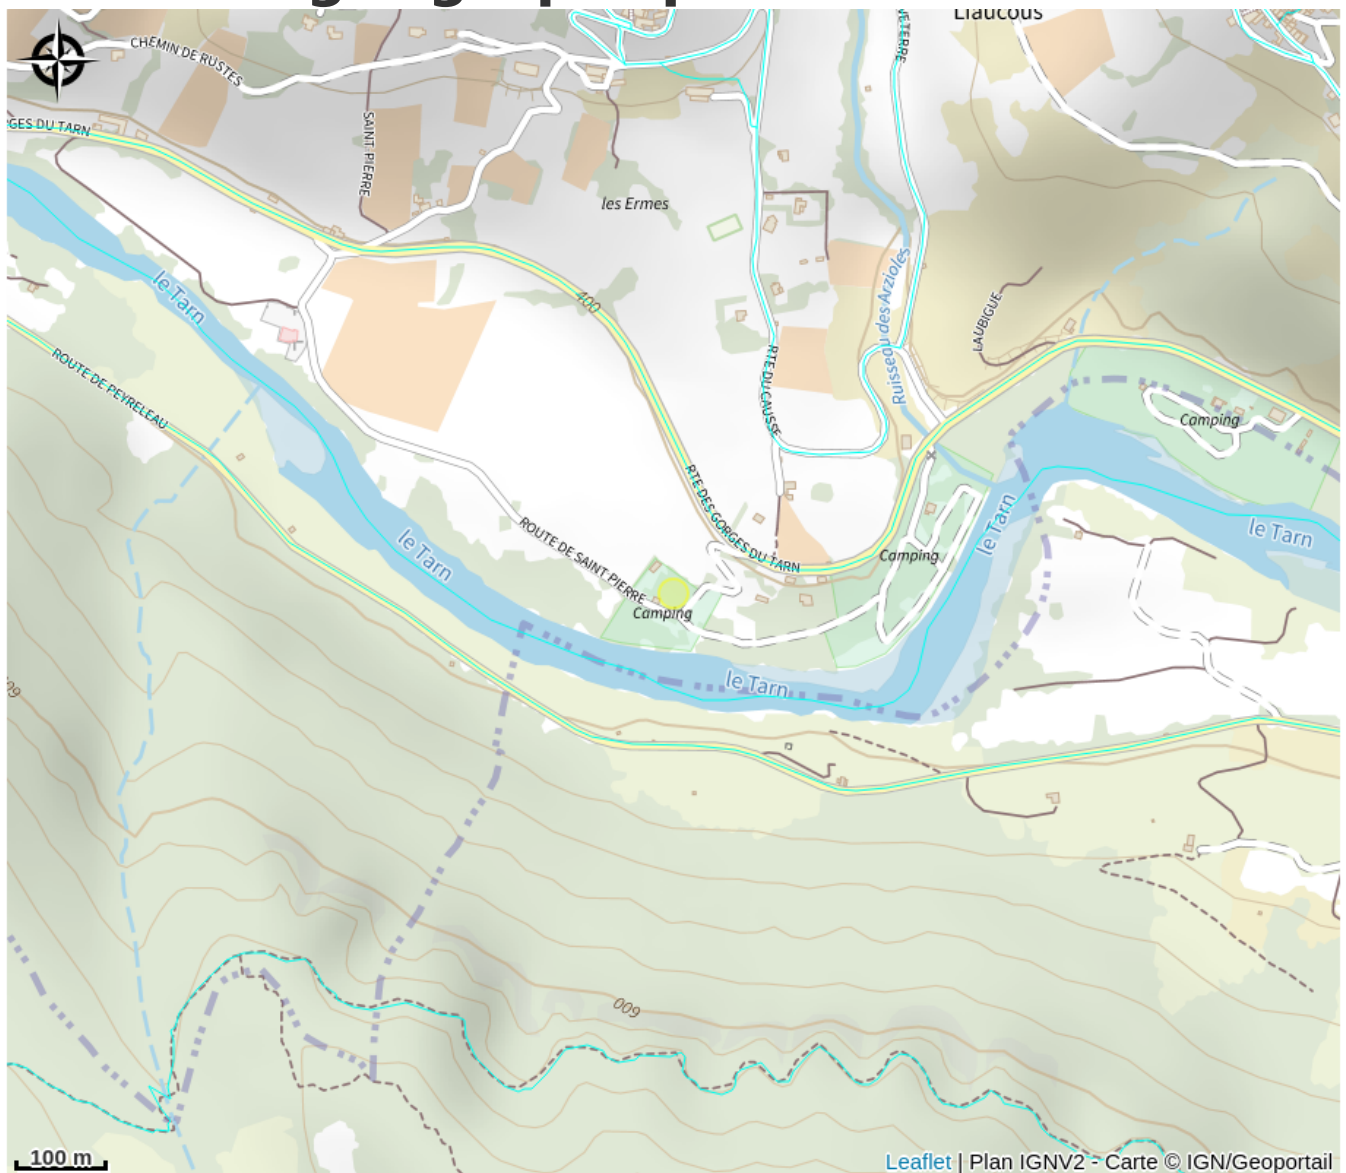 Liaucous
CHEMIN DE RUSTES
SAINT PIERRE
GES DU TARN
les Ermes
le Tarn
400
Ruisseau des Arzioles
LAUBIGUE
ROUTE DE PEYRELEAU
RTE DU CAUSSE
Camping
RTE DES GORGES DU TARN
le Tarn
le Tarn
ROUTE DE SAINT PIERRE
le Tarn
Camping
Camping
le Tarn
600
100 m
Leaflet | Plan IGNV2 - Carte © IGN/Geoportail